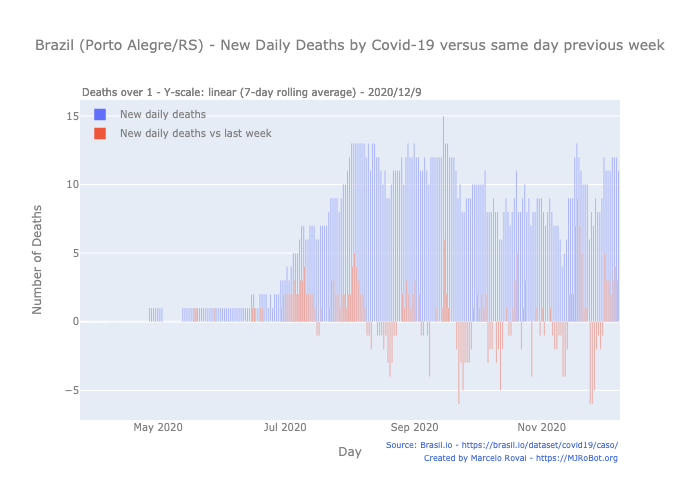 Brazil (Porto Alegre/RS) - New Daily Deaths by Covid-19 versus same day previous week
Deaths over 1 - Y-scale: linear (7-day rolling average) - 2020/12/9
New daily deaths
New daily deaths vs last week
15
10
5
0
−5
Number of Deaths
May 2020
Jul 2020
Sep 2020
Nov 2020
Day
Source: Brasil.io - https://brasil.io/dataset/covid19/caso/
Created by Marcelo Rovai - https://MJRoBot.org